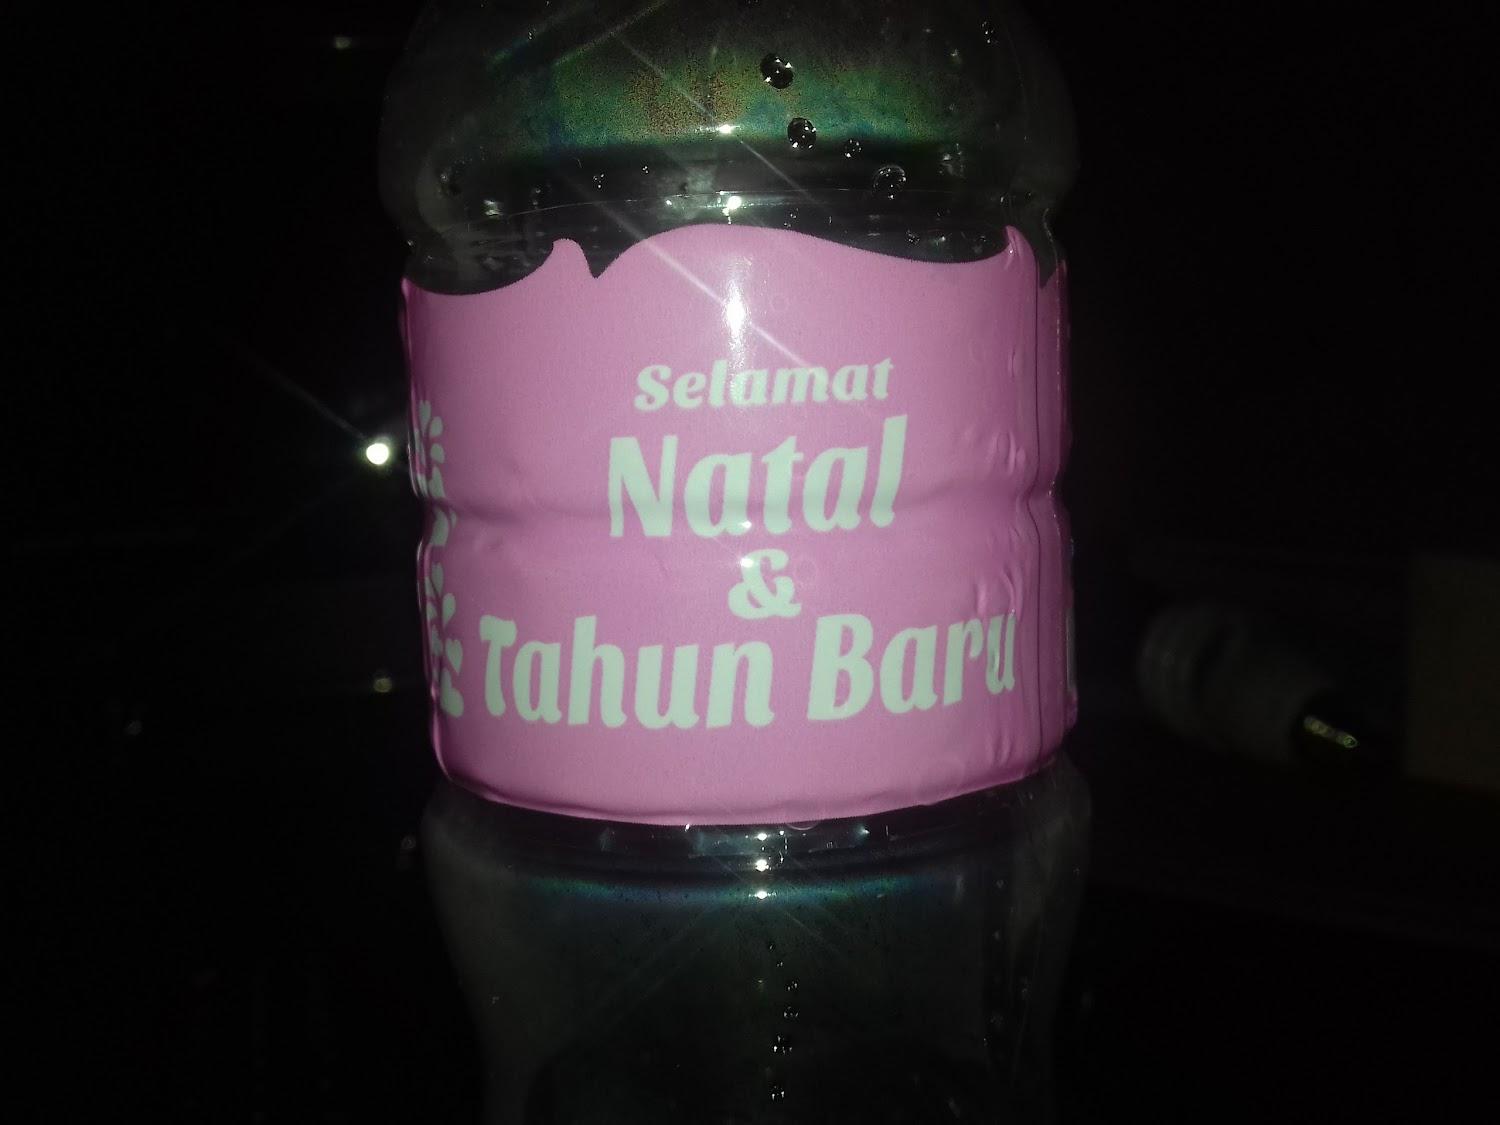 Selamat
Natal
&
Tahun Baru